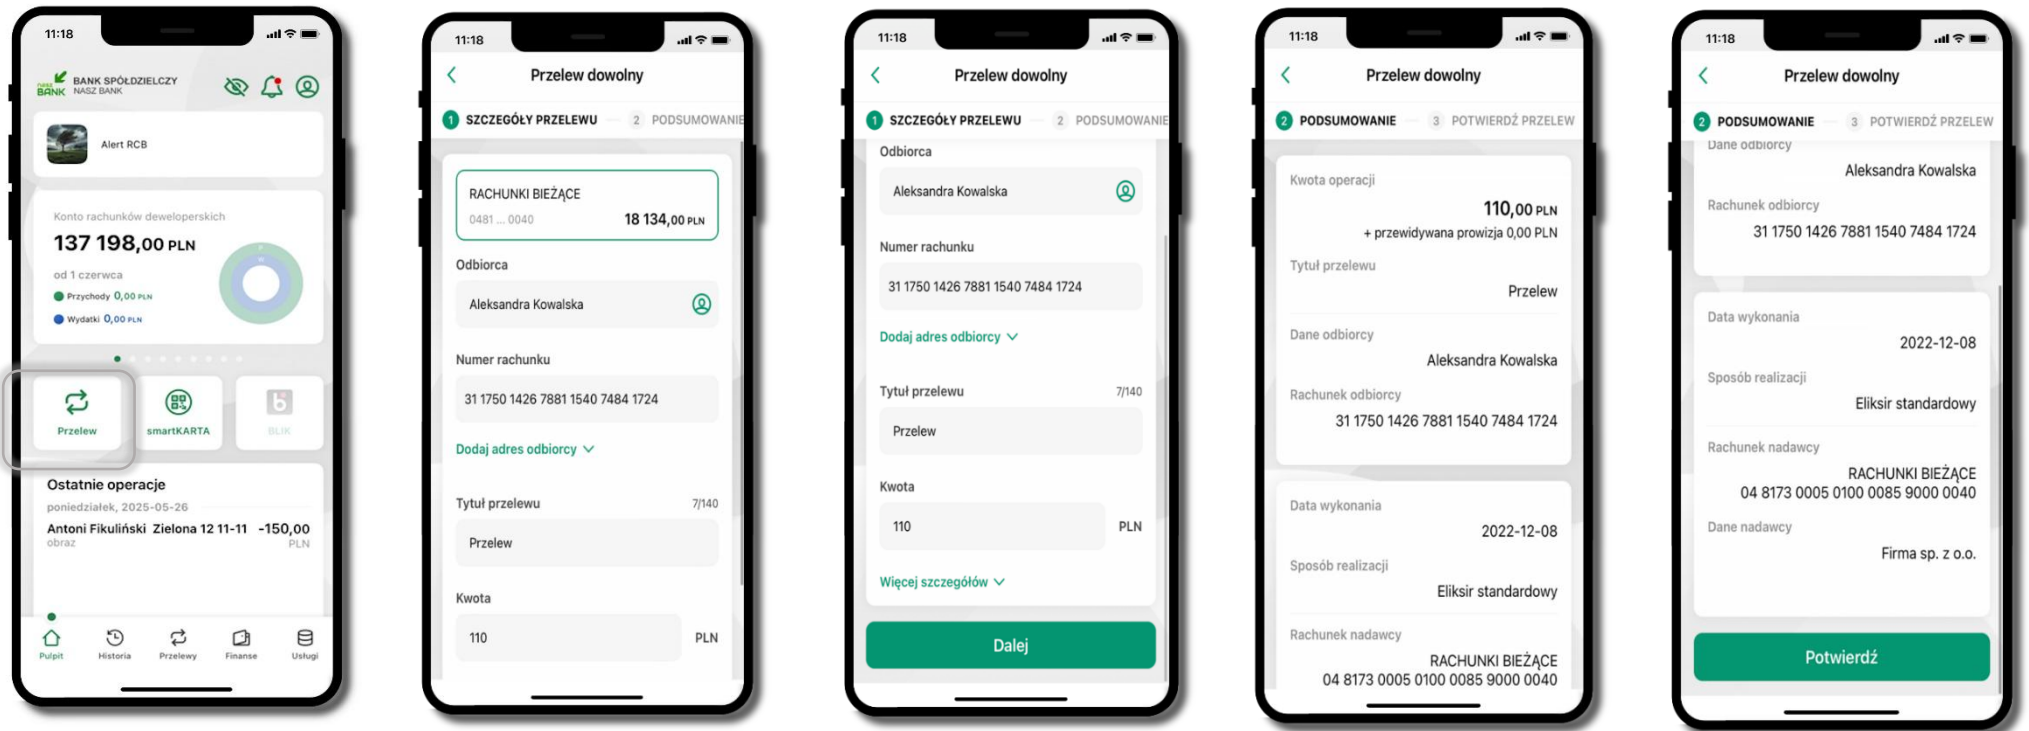 11:18
nasz BANK
BANK SPÓŁDZIELCZY
NASZ BANK
Alert RCB
Konto rachunków deweloperskich
137 198,00 PLN
od 1 czerwca
Przychody 0,00 PLN
Wydatki 0,00 PLN
Przelew
smartKARTA
BLIK
Ostatnie operacje
poniedziałek, 2025-05-26
Antoni Fikuliński Zielona 12 11-11 -150,00
obraz PLN
Pulpit
Historia
Przelewy
Finanse
Usługi
11:18
Przelew dowolny
1 SZCZEGÓŁY PRZELEWU 2 PODSUMOWANIE
RACHUNKI BIEŻĄCE
0481 ... 0040 18 134,00 PLN
Odbiorca
Aleksandra Kowalska
Numer rachunku
31 1750 1426 7881 1540 7484 1724
Dodaj adres odbiorcy
Tytuł przelewu 7/140
Przelew
Kwota
110 PLN
11:18
Przelew dowolny
1 SZCZEGÓŁY PRZELEWU 2 PODSUMOWANIE
Odbiorca
Aleksandra Kowalska
Numer rachunku
31 1750 1426 7881 1540 7484 1724
Dodaj adres odbiorcy
Tytuł przelewu 7/140
Przelew
Kwota
110 PLN
Więcej szczegółów
Dalej
11:18
Przelew dowolny
2 PODSUMOWANIE 3 POTWIERDŹ PRZELEW
Kwota operacji
110,00 PLN
+ przewidywana prowizja 0,00 PLN
Tytuł przelewu
Przelew
Dane odbiorcy
Aleksandra Kowalska
Rachunek odbiorcy
31 1750 1426 7881 1540 7484 1724
Data wykonania
2022-12-08
Sposób realizacji
Eliksir standardowy
Rachunek nadawcy
RACHUNKI BIEŻĄCE
04 8173 0005 0100 0085 9000 0040
11:18
Przelew dowolny
2 PODSUMOWANIE 3 POTWIERDŹ PRZELEW
Dane odbiorcy
Aleksandra Kowalska
Rachunek odbiorcy
31 1750 1426 7881 1540 7484 1724
Data wykonania
2022-12-08
Sposób realizacji
Eliksir standardowy
Rachunek nadawcy
RACHUNKI BIEŻĄCE
04 8173 0005 0100 0085 9000 0040
Dane nadawcy
Firma sp. z o.o.
Potwierdź